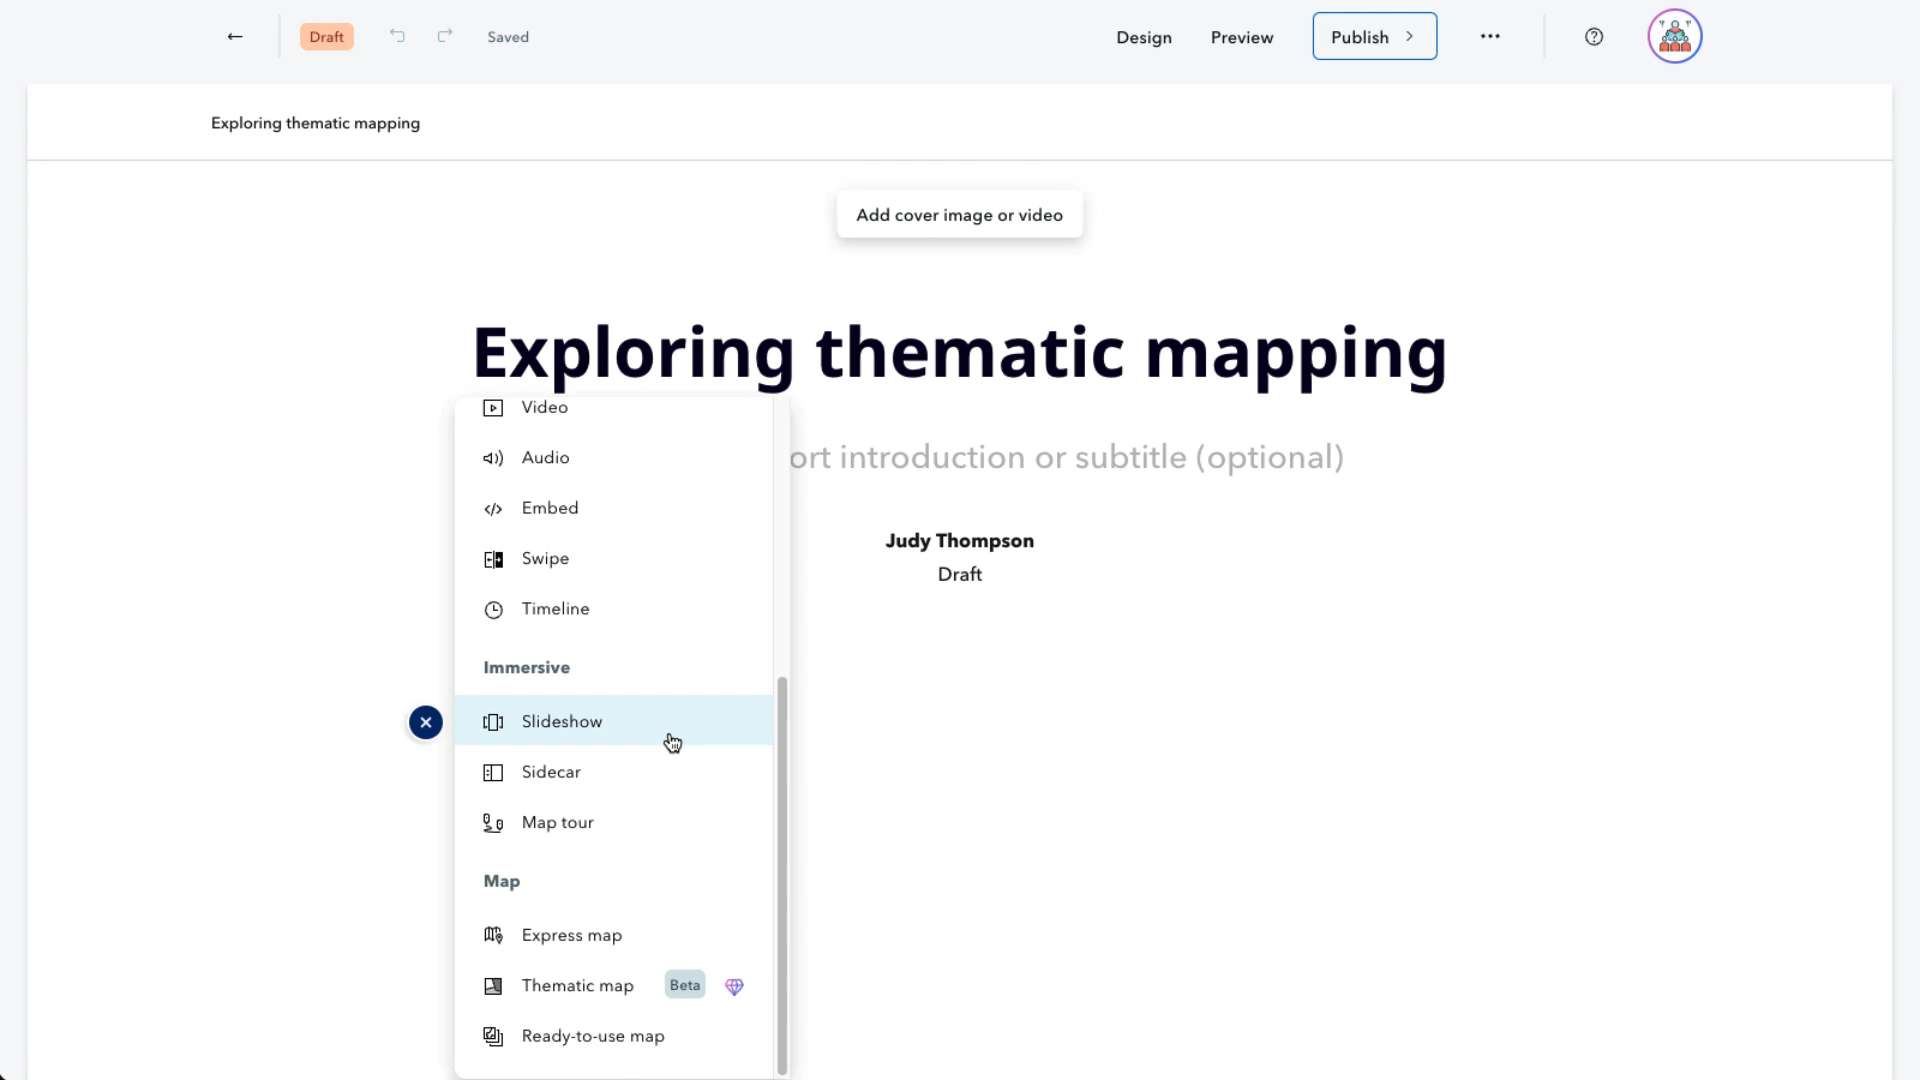 Draft
Saved
Design
Preview
Publish
Exploring thematic mapping
Add cover image or video
Exploring thematic mapping
Video
ort introduction or subtitle (optional)
Audio
Embed
Judy Thompson
Swipe
Draft
Timeline
Immersive
Slideshow
Sidecar
Map tour
Map
Express map
Thematic map Beta
Ready-to-use map